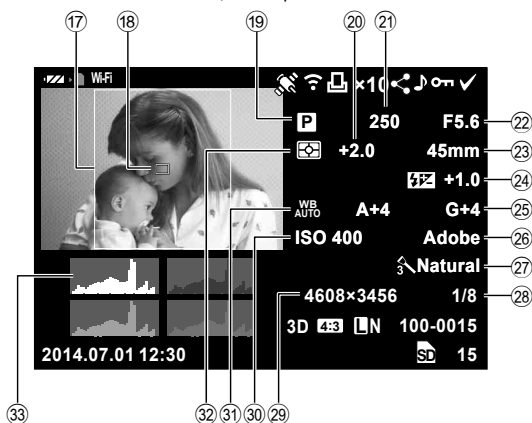 ⑰ ⑱ ⑲ ⑳ ㉑
Wi-Fi ×10
P 250 F5.6 ㉒
+2.0 45mm ㉓
+1.0 ㉔
WB AUTO A+4 G+4 ㉕
ISO 400 Adobe ㉖
3 Natural ㉗
4608×3456 1/8 ㉘
3D 4:3 LN 100-0015
2014.07.01 12:30 SD 15
㉝ ㉜ ㉛ ㉚ ㉙